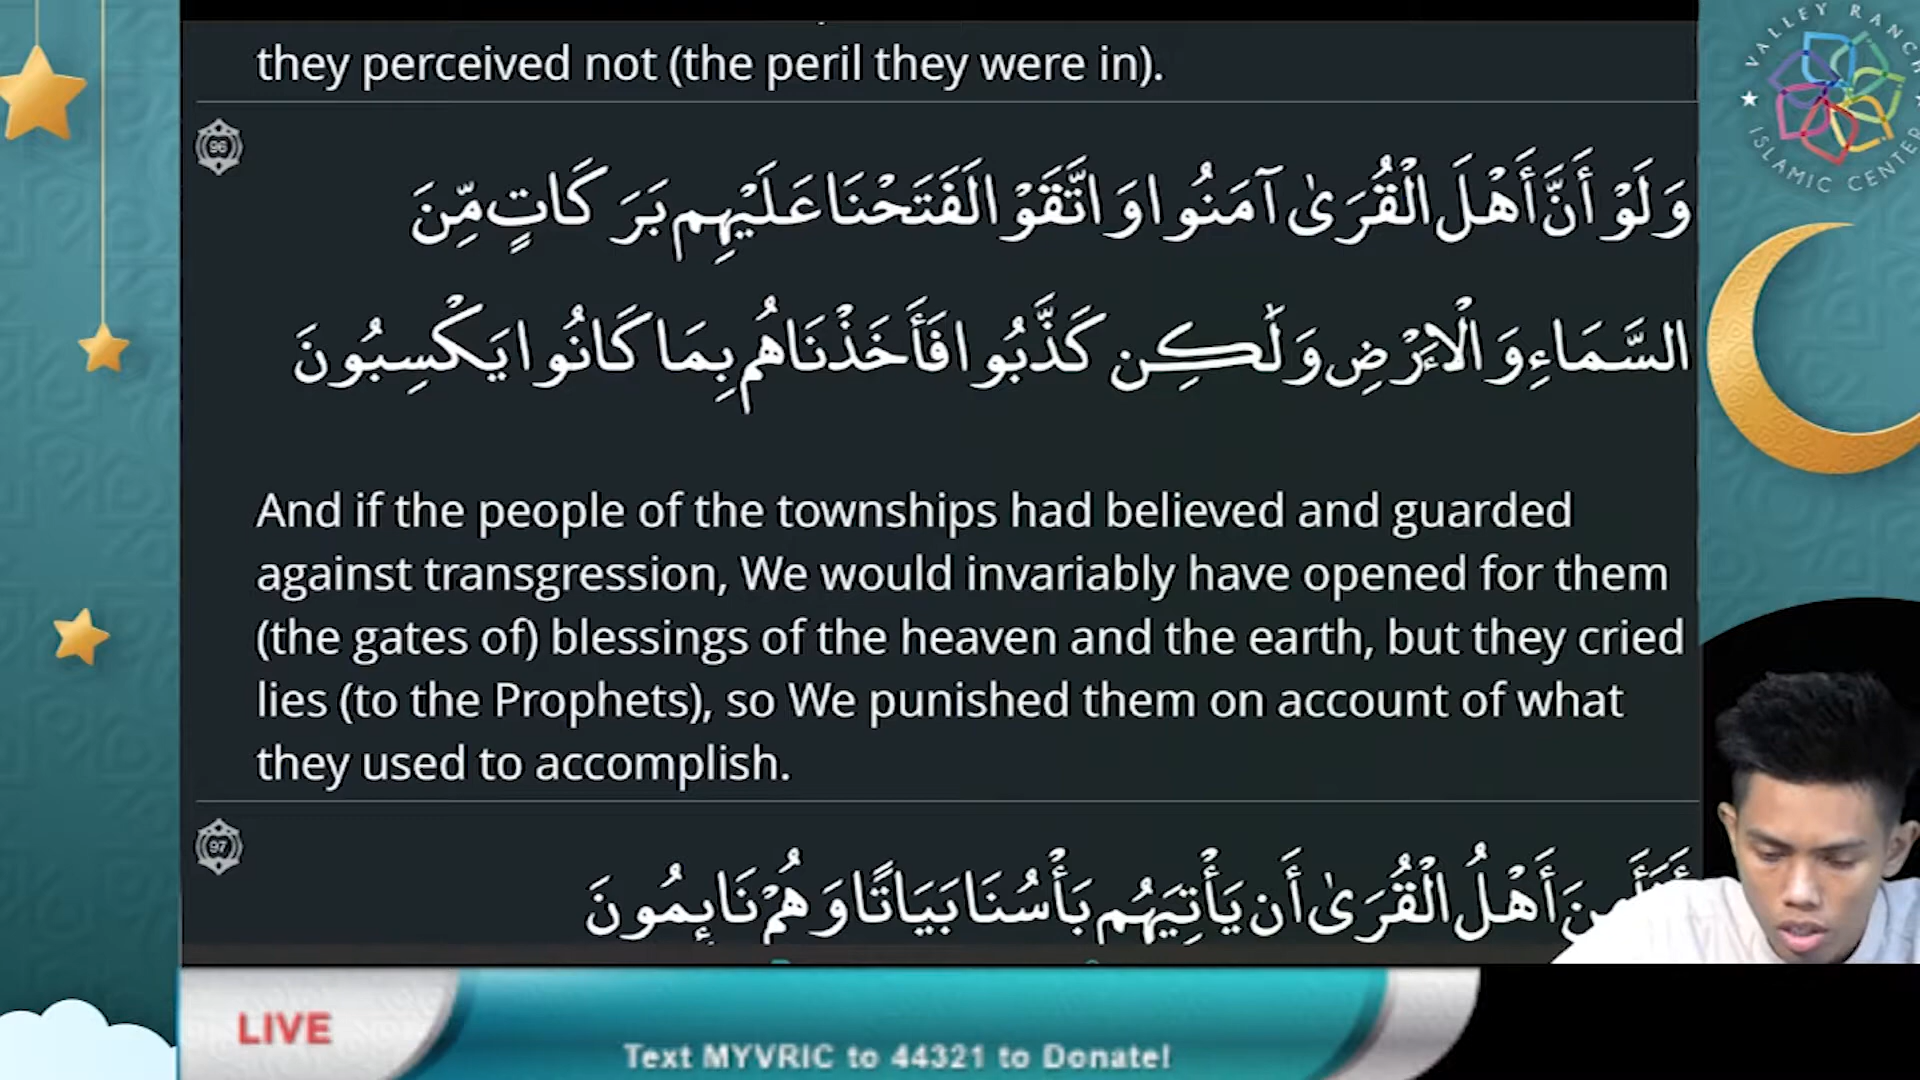 they perceived not (the peril they were in).
96
وَلَوْ أَنَّ أَهْلَ الْقُرَىٰ آمَنُوا وَاتَّقَوْا لَفَتَحْنَا عَلَيْهِم بَرَكَاتٍ مِّنَ
السَّمَاءِ وَالْأَرْضِ وَلَٰكِن كَذَّبُوا فَأَخَذْنَاهُم بِمَا كَانُوا يَكْسِبُونَ
And if the people of the townships had believed and guarded
against transgression, We would invariably have opened for them
(the gates of) blessings of the heaven and the earth, but they cried
lies (to the Prophets), so We punished them on account of what
they used to accomplish.
97
أَهْلُ الْقُرَىٰ أَن يَأْتِيَهُم بَأْسُنَا بَيَاتًا وَهُمْ نَائِمُونَ
LIVE
Text MYVRIC to 44321 to Donate!
VALLEY RANCH
ISLAMIC CENTER